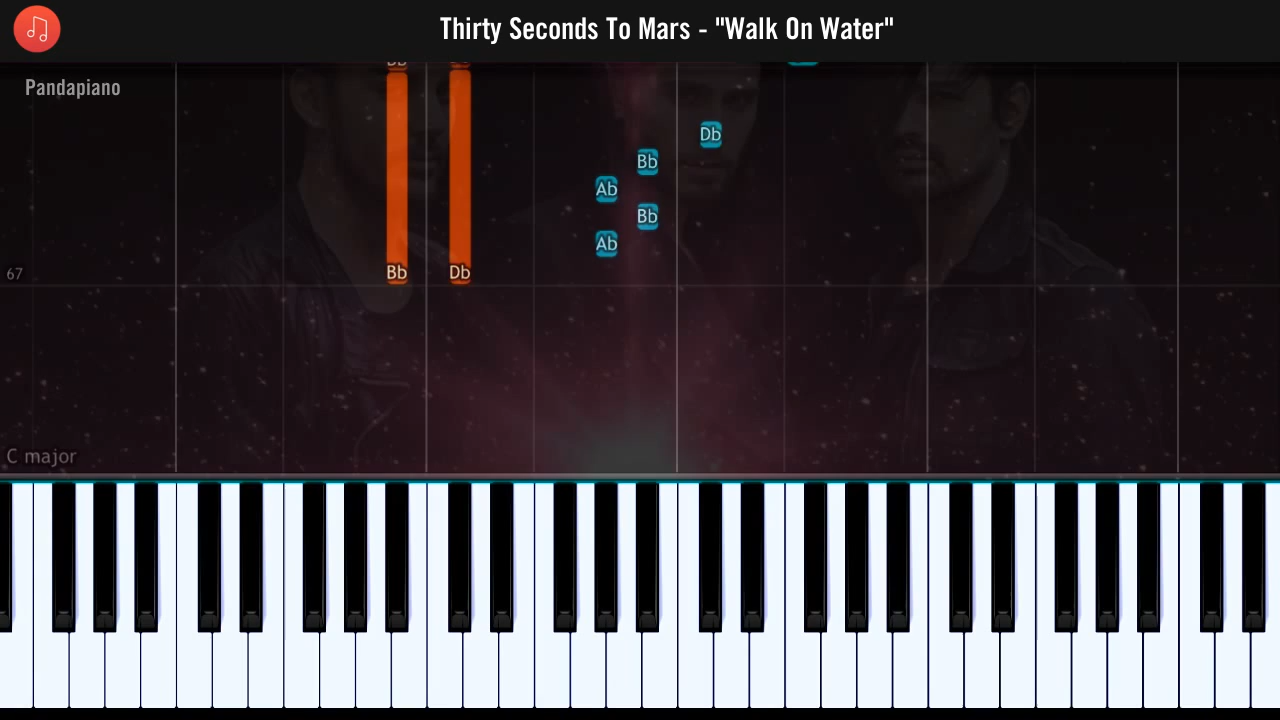 Thirty Seconds To Mars - "Walk On Water"
Pandapiano
Db
Bb
Ab
Bb
Ab
67
Bb Db
C major